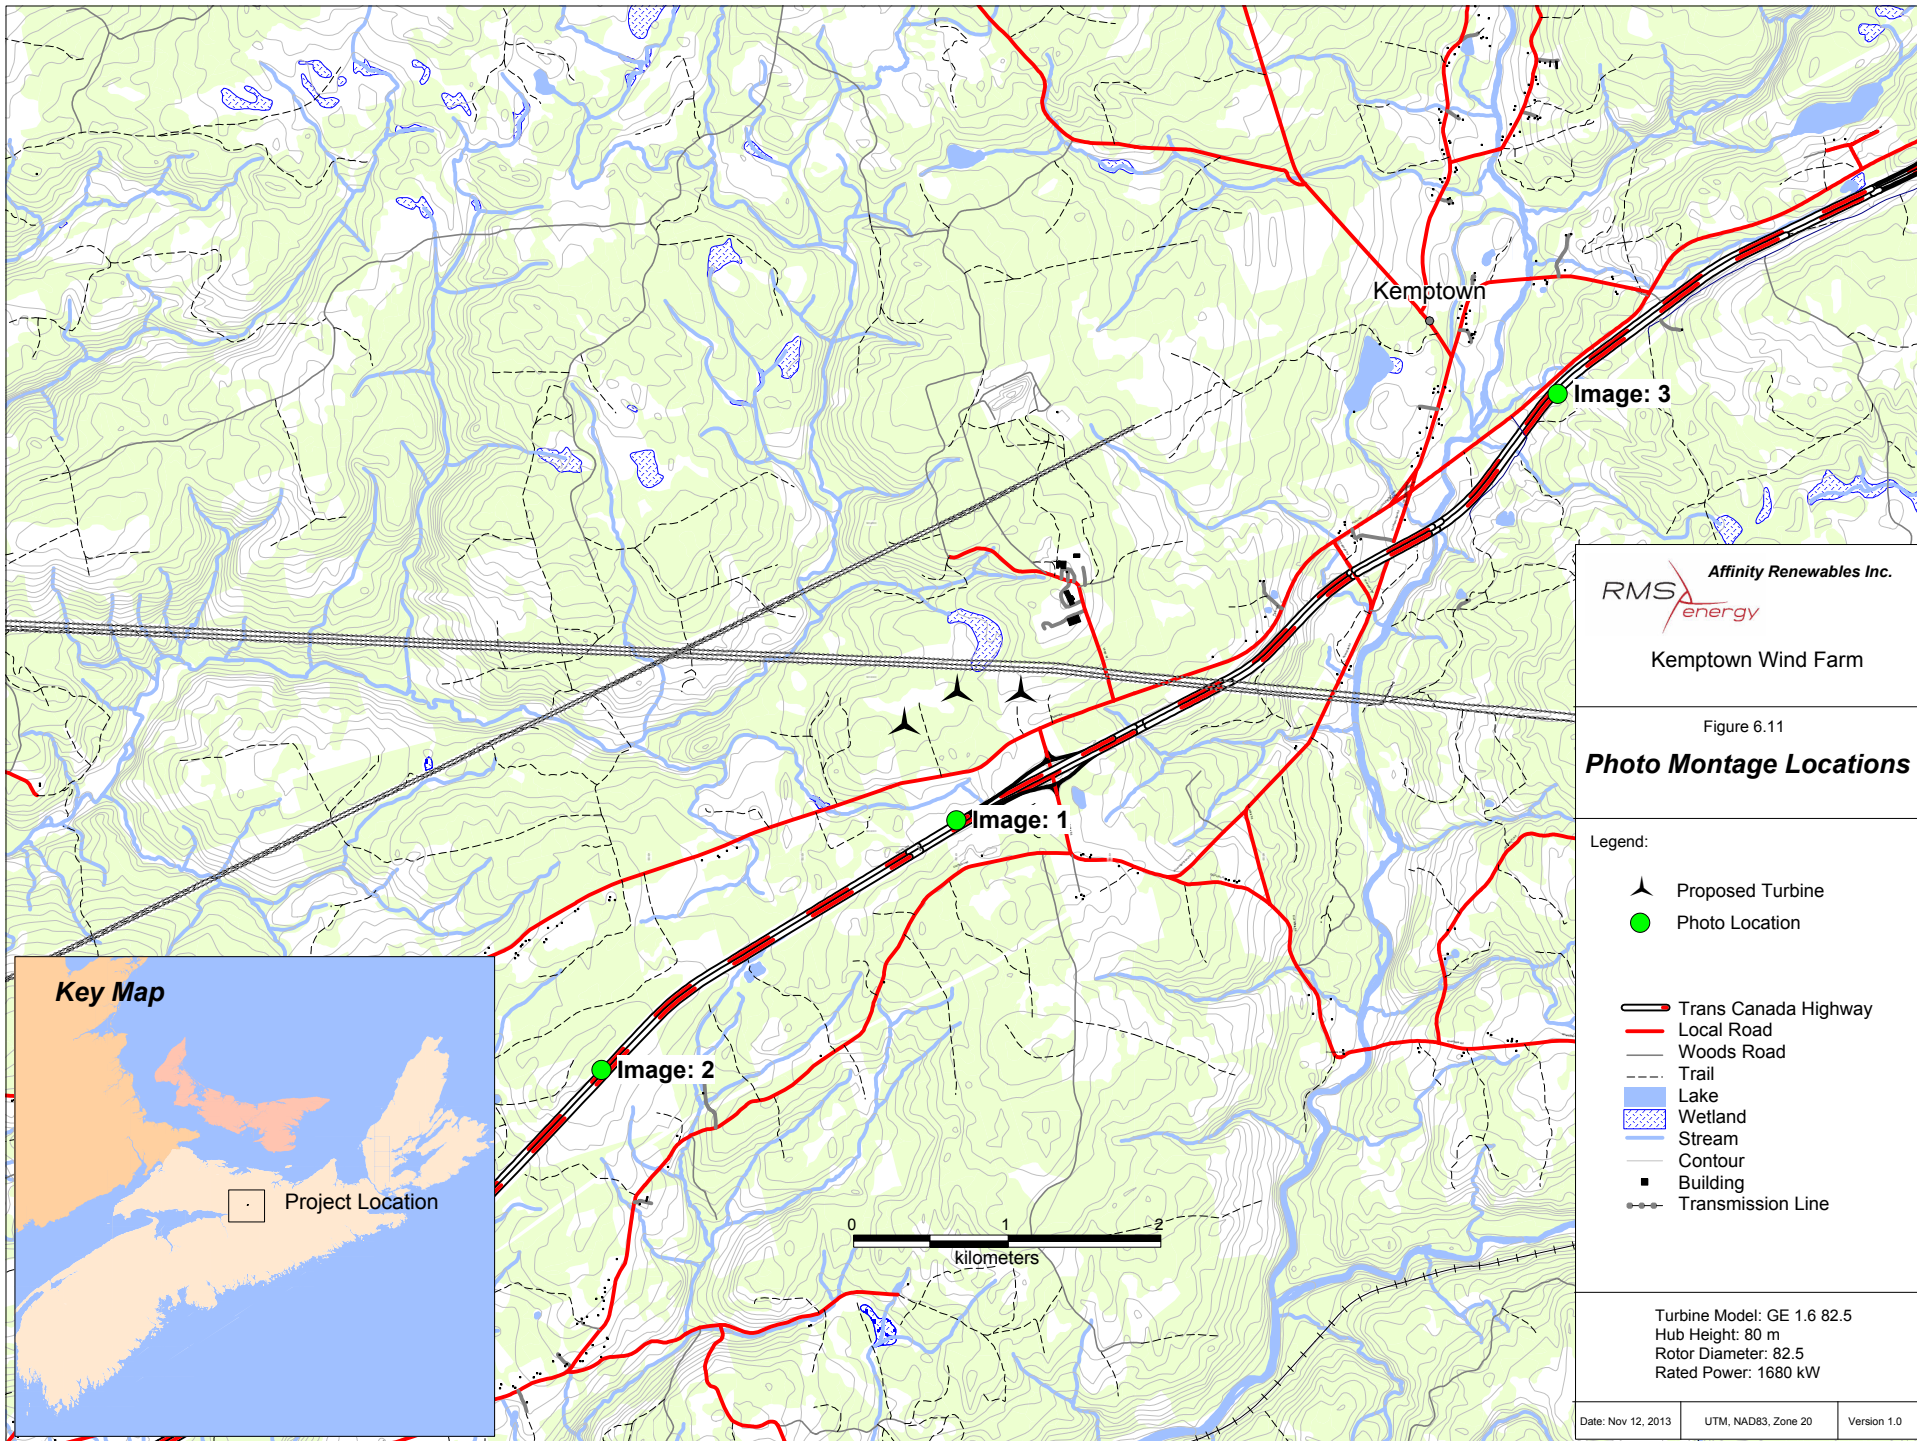 Kemptown
Image: 3
Image: 1
Image: 2
0 1 2
kilometers
Key Map
Project Location
RMS energy
Affinity Renewables Inc.
Kemptown Wind Farm
Figure 6.11
Photo Montage Locations
Legend:
Proposed Turbine
Photo Location
Trans Canada Highway
Local Road
Woods Road
Trail
Lake
Wetland
Stream
Contour
Building
Transmission Line
Turbine Model: GE 1.6 82.5
Hub Height: 80 m
Rotor Diameter: 82.5
Rated Power: 1680 kW
Date: Nov 12, 2013
UTM, NAD83, Zone 20
Version 1.0